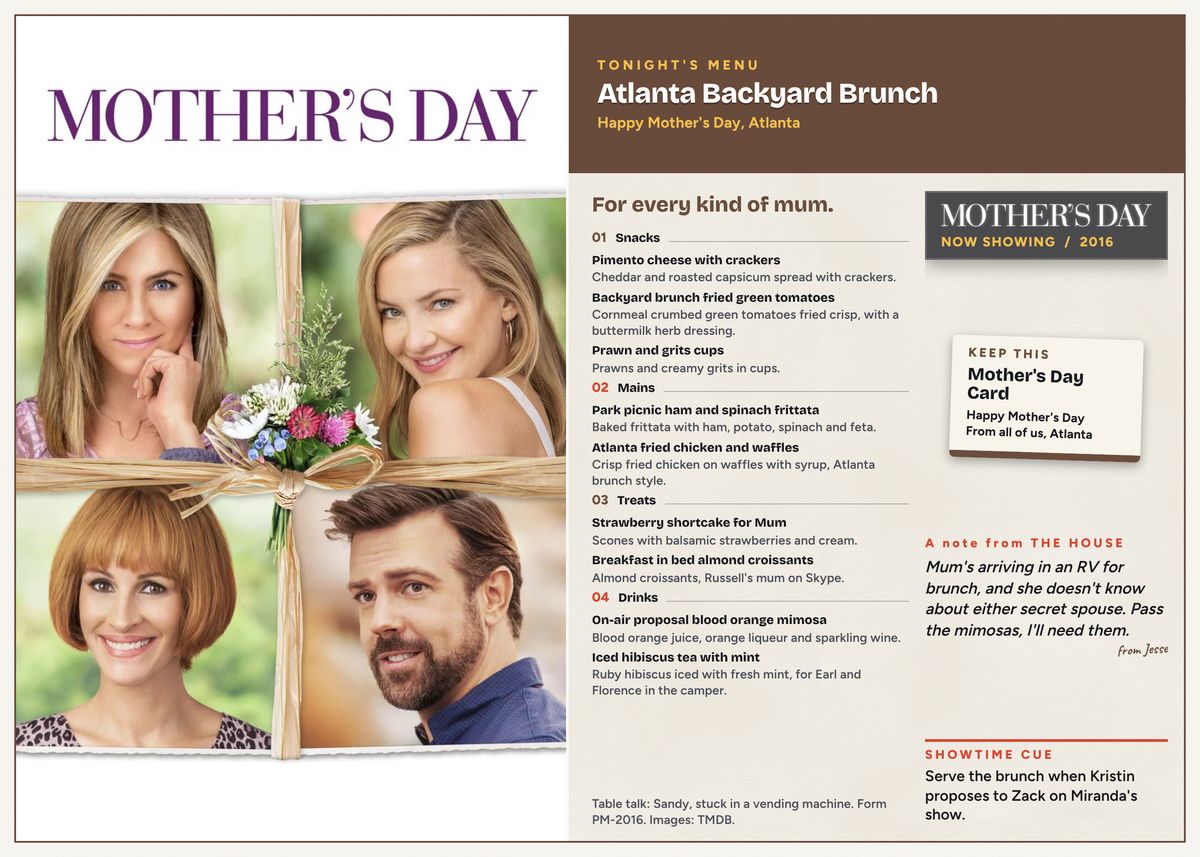 MOTHER'S DAY
TONIGHT'S MENU
Atlanta Backyard Brunch
Happy Mother's Day, Atlanta
For every kind of mum.
01 Snacks
Pimento cheese with crackers
Cheddar and roasted capsicum spread with crackers.
Backyard brunch fried green tomatoes
Cornmeal crumbed green tomatoes fried crisp, with a
buttermilk herb dressing.
Prawn and grits cups
Prawns and creamy grits in cups.
02 Mains
Park picnic ham and spinach frittata
Baked frittata with ham, potato, spinach and feta.
Atlanta fried chicken and waffles
Crisp fried chicken on waffles with syrup, Atlanta
brunch style.
03 Treats
Strawberry shortcake for Mum
Scones with balsamic strawberries and cream.
Breakfast in bed almond croissants
Almond croissants, Russell's mum on Skype.
04 Drinks
On-air proposal blood orange mimosa
Blood orange juice, orange liqueur and sparkling wine.
Iced hibiscus tea with mint
Ruby hibiscus iced with fresh mint, for Earl and
Florence in the camper.
Table talk: Sandy, stuck in a vending machine. Form
PM-2016. Images: TMDB.
MOTHER'S DAY
NOW SHOWING / 2016
KEEP THIS
Mother's Day
Card
Happy Mother's Day
From all of us, Atlanta
A note from THE HOUSE
Mum's arriving in an RV for
brunch, and she doesn't know
about either secret spouse. Pass
the mimosas, I'll need them.
from Jesse
SHOWTIME CUE
Serve the brunch when Kristin
proposes to Zack on Miranda's
show.